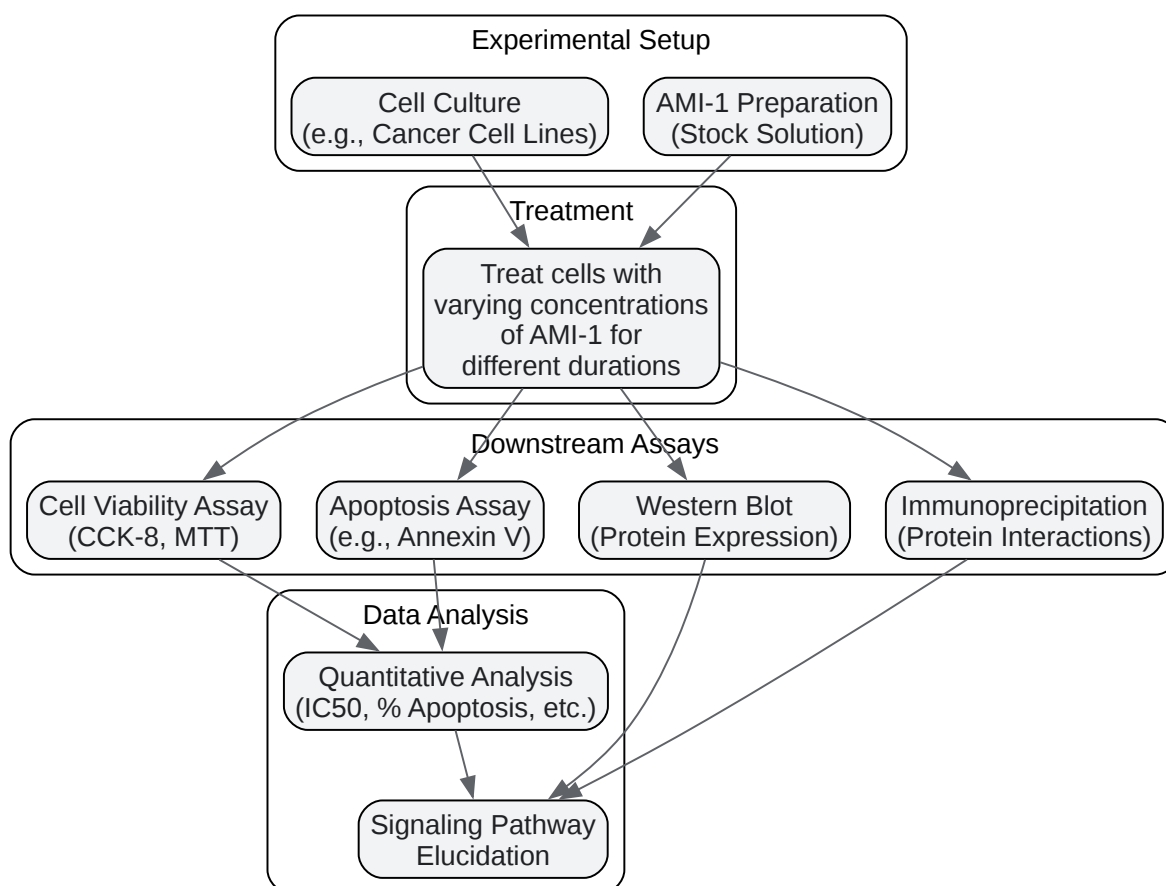 Experimental Setup
Cell Culture
(e.g., Cancer Cell Lines)
AMI-1 Preparation
(Stock Solution)
Treatment
Treat cells with
varying concentrations
of AMI-1 for
different durations
Downstream Assays
Cell Viability Assay
(CCK-8, MTT)
Apoptosis Assay
(e.g., Annexin V)
Western Blot
(Protein Expression)
Immunoprecipitation
(Protein Interactions)
Data Analysis
Quantitative Analysis
(IC50, % Apoptosis, etc.)
Signaling Pathway
Elucidation